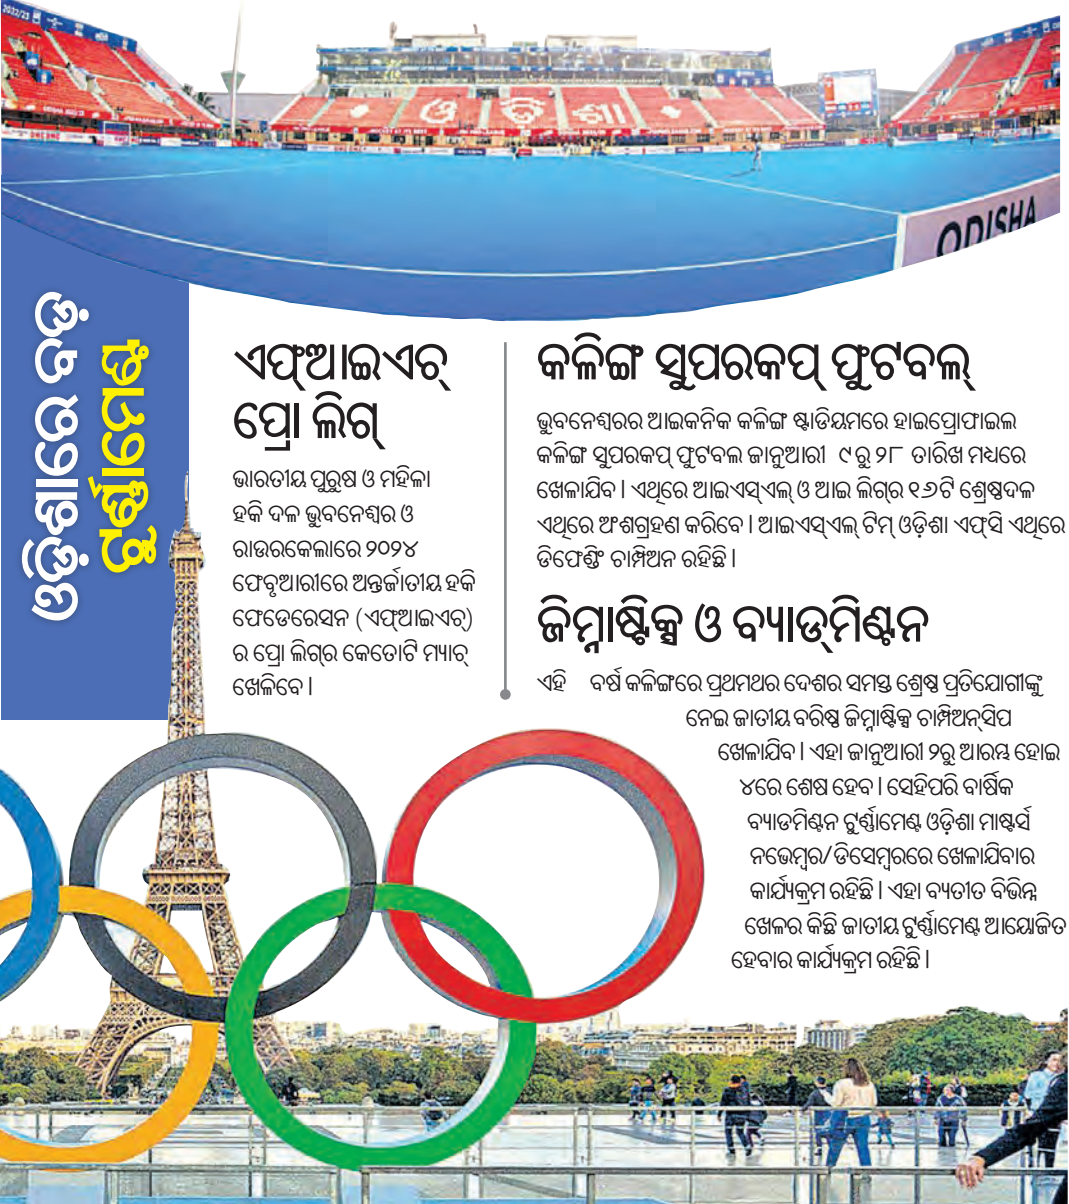 2022/23
ଓଡ଼ିଶା
ODISHA
ଓଡ଼ିଶାରେ ବଡ଼
ଟୁର୍ଣ୍ଣାମେଣ୍ଟ
ଏଫ୍ଆଇଏଚ୍
ପ୍ରୋ ଲିଗ୍
ଭାରତୀୟ ପୁରୁଷ ଓ ମହିଳା
ହକି ଦଳ ଭୁବନେଶ୍ୱର ଓ
ରାଉରକେଲାରେ ୨୦୨୪
ଫେବୃଆରୀରେ ଅନ୍ତର୍ଜାତୀୟ ହକି
ଫେଡେରେସନ (ଏଫ୍ଆଇଏଚ୍)
ର ପ୍ରୋ ଲିଗ୍ର କେତୋଟି ମ୍ୟାଚ୍
ଖେଳିବେ ।
କଳିଙ୍ଗ ସୁପରକପ୍ ଫୁଟବଲ୍
ଭୁବନେଶ୍ୱରର ଆଇକନିକ କଳିଙ୍ଗ ଷ୍ଟାଡିୟମରେ ହାଇପ୍ରୋଫାଇଲ
କଳିଙ୍ଗ ସୁପରକପ୍ ଫୁଟବଲ ଜାନୁଆରୀ ୯ରୁ ୨୮ ତାରିଖ ମଧ୍ୟରେ
ଖେଳାଯିବ । ଏଥିରେ ଆଇଏସ୍ଏଲ୍ ଓ ଆଇ ଲିଗ୍ର ୧୬ଟି ଶ୍ରେଷ୍ଠଦଳ
ଏଥିରେ ଅଂଶଗ୍ରହଣ କରିବେ । ଆଇଏସ୍ଏଲ୍ ଟିମ୍ ଓଡ଼ିଶା ଏଫ୍ସି ଏଥିରେ
ଡିଫେଣ୍ଡିଂ ଚାମ୍ପିଅନ ରହିଛି ।
ଜିମ୍ନାଷ୍ଟିକ୍ସ ଓ ବ୍ୟାଡ୍ମିଣ୍ଟନ
ଏହି ବର୍ଷ କଳିଙ୍ଗରେ ପ୍ରଥମଥର ଦେଶର ସମସ୍ତ ଶ୍ରେଷ୍ଠ ପ୍ରତିଯୋଗୀଙ୍କୁ
ନେଇ ଜାତୀୟ ବରିଷ୍ଠ ଜିମ୍ନାଷ୍ଟିକ୍ସ ଚାମ୍ପିଅନ୍ସିପ
ଖେଳାଯିବ । ଏହା ଜାନୁଆରୀ ୨ରୁ ଆରମ୍ଭ ହୋଇ
୪ରେ ଶେଷ ହେବ । ସେହିପରି ବାର୍ଷିକ
ବ୍ୟାଡମିଣ୍ଟନ ଟୁର୍ଣ୍ଣାମେଣ୍ଟ ଓଡ଼ିଶା ମାଷ୍ଟର୍ସ
ନଭେମ୍ବର/ଡିସେମ୍ବରରେ ଖେଳାଯିବାର
କାର୍ଯ୍ୟକ୍ରମ ରହିଛି । ଏହା ବ୍ୟତୀତ ବିଭିନ୍ନ
ଖେଳର କିଛି ଜାତୀୟ ଟୁର୍ଣ୍ଣାମେଣ୍ଟ ଆୟୋଜିତ
ହେବାର କାର୍ଯ୍ୟକ୍ରମ ରହିଛି ।